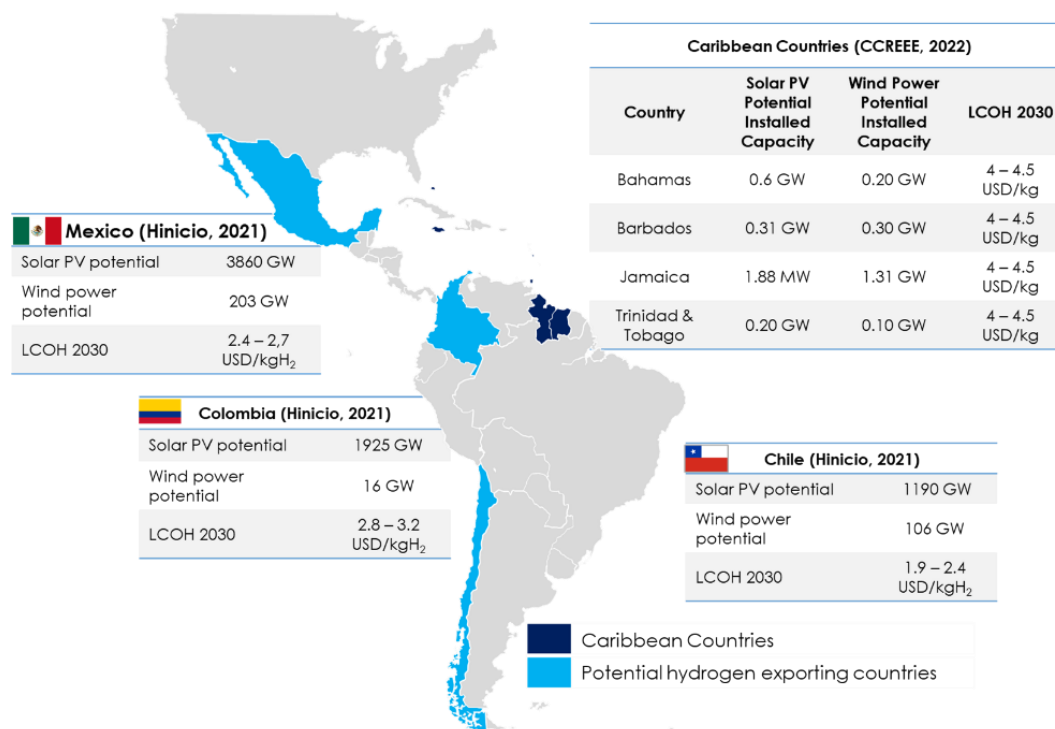 Caribbean Countries (CCREEE, 2022)
Country
Solar PV
Potential
Installed
Capacity
Wind Power
Potential
Installed
Capacity
LCOH 2030
Bahamas
0.6 GW
0.20 GW
4 – 4.5
USD/kg
Barbados
0.31 GW
0.30 GW
4 – 4.5
USD/kg
Jamaica
1.88 MW
1.31 GW
4 – 4.5
USD/kg
Trinidad &
Tobago
0.20 GW
0.10 GW
4 – 4.5
USD/kg
Mexico (Hinicio, 2021)
Solar PV potential
3860 GW
Wind power
potential
203 GW
LCOH 2030
2.4 – 2,7
USD/kgH₂
Colombia (Hinicio, 2021)
Solar PV potential
1925 GW
Wind power
potential
16 GW
LCOH 2030
2.8 – 3.2
USD/kgH₂
Chile (Hinicio, 2021)
Solar PV potential
1190 GW
Wind power
potential
106 GW
LCOH 2030
1.9 – 2.4
USD/kgH₂
Caribbean Countries
Potential hydrogen exporting countries